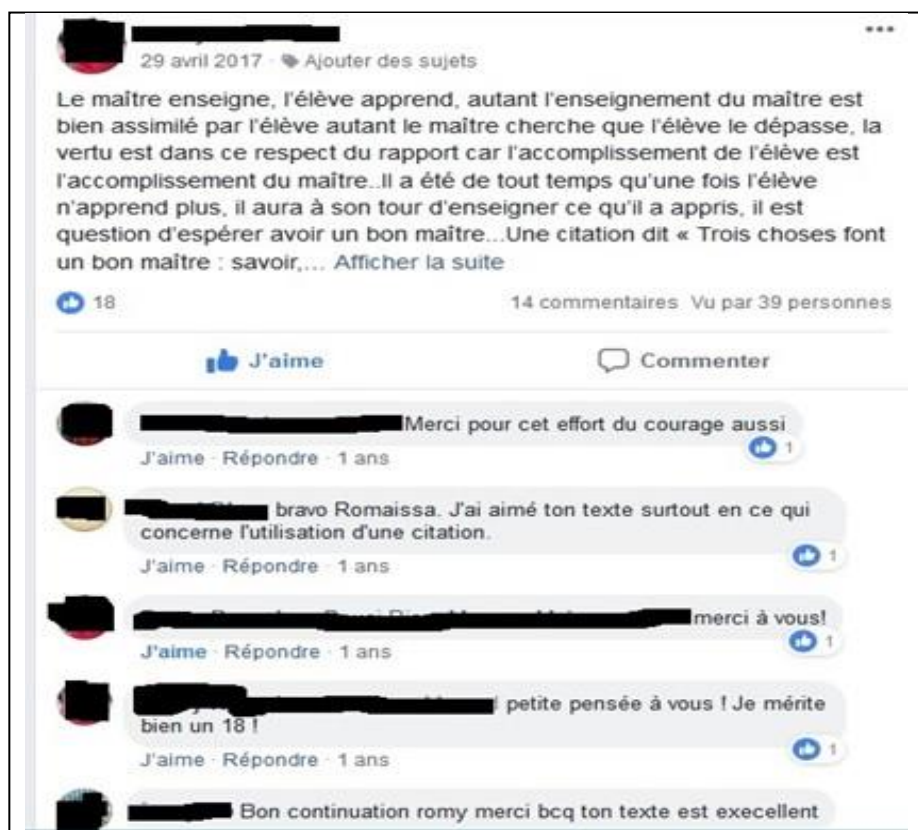 29 avril 2017 · Ajouter des sujets
Le maître enseigne, l'élève apprend, autant l'enseignement du maître est
bien assimilé par l'élève autant le maître cherche que l'élève le dépasse, la
vertu est dans ce respect du rapport car l'accomplissement de l'élève est
l'accomplissement du maître..Il a été de tout temps qu'une fois l'élève
n'apprend plus, il aura à son tour d'enseigner ce qu'il a appris, il est
question d'espérer avoir un bon maître...Une citation dit « Trois choses font
un bon maître : savoir,... Afficher la suite
18
14 commentaires Vu par 39 personnes
J'aime
Commenter
Merci pour cet effort du courage aussi
1
J'aime · Répondre · 1 ans
bravo Romaissa. J'ai aimé ton texte surtout en ce qui
concerne l'utilisation d'une citation.
1
J'aime · Répondre · 1 ans
merci à vous!
1
J'aime · Répondre · 1 ans
petite pensée à vous ! Je mérite
bien un 18 !
1
J'aime · Répondre · 1 ans
Bon continuation romy merci bcq ton texte est execellent